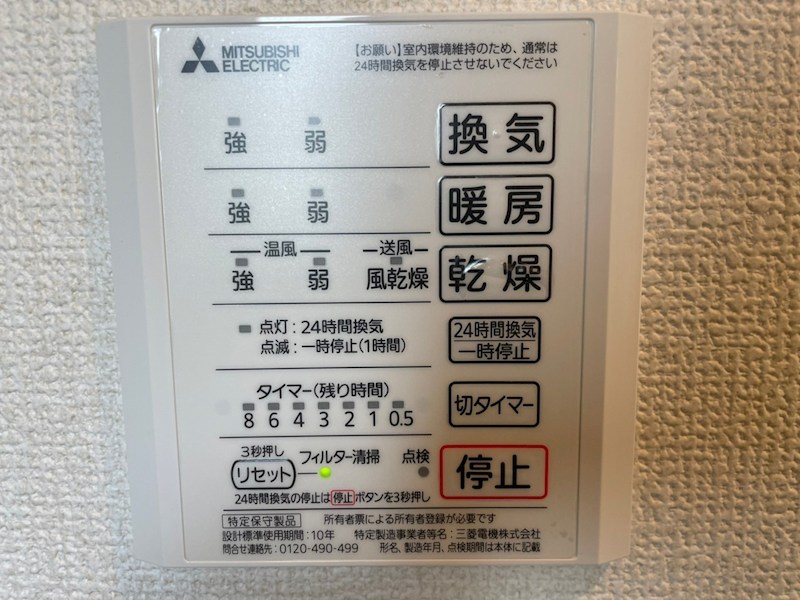 MITSUBISHI
ELECTRIC
【お願い】室内環境維持のため、通常は
24時間換気を停止させないでください
強 弱 換気
強 弱 暖房
温風 送風
強 弱 風乾燥 乾燥
点灯:24時間換気
点滅:一時停止(1時間)
24時間換気
一時停止
タイマー(残り時間)
8 6 4 3 2 1 0.5
切タイマー
3秒押し
リセット フィルター清掃 点検
停止
24時間換気の停止は停止ボタンを3秒押し
特定保守製品 所有者票による所有者登録が必要です
設計標準使用期間:10年 特定製造事業者等名:三菱電機株式会社
問合せ連絡先:0120-490-499 形名、製造年月、点検期間は本体に記載